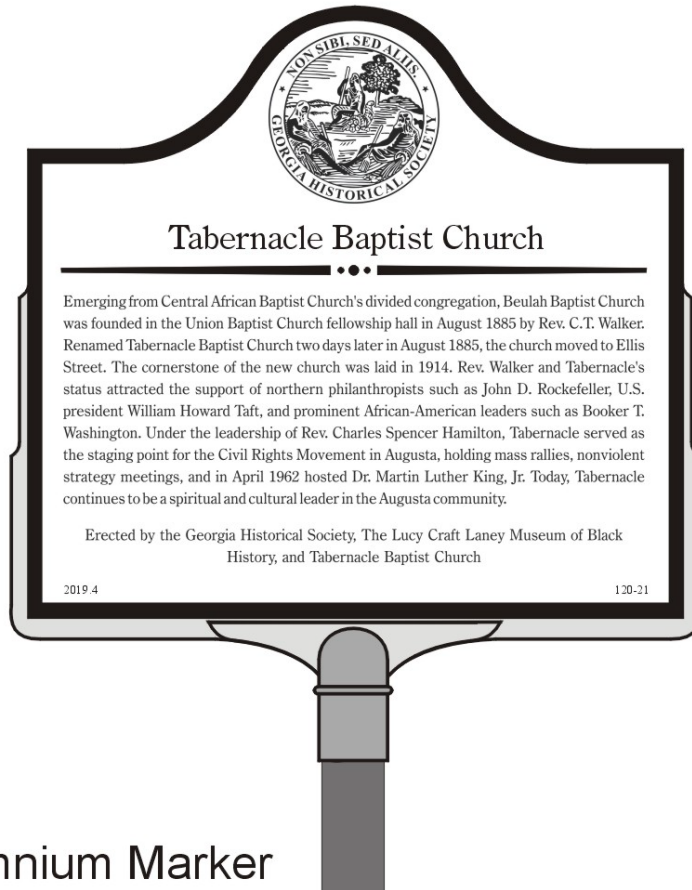 NON SIBI, SED ALIIS.
GEORGIA HISTORICAL SOCIETY
Tabernacle Baptist Church
Emerging from Central African Baptist Church's divided congregation, Beulah Baptist Church
was founded in the Union Baptist Church fellowship hall in August 1885 by Rev. C.T. Walker.
Renamed Tabernacle Baptist Church two days later in August 1885, the church moved to Ellis
Street. The cornerstone of the new church was laid in 1914. Rev. Walker and Tabernacle's
status attracted the support of northern philanthropists such as John D. Rockefeller, U.S.
president William Howard Taft, and prominent African-American leaders such as Booker T.
Washington. Under the leadership of Rev. Charles Spencer Hamilton, Tabernacle served as
the staging point for the Civil Rights Movement in Augusta, holding mass rallies, nonviolent
strategy meetings, and in April 1962 hosted Dr. Martin Luther King, Jr. Today, Tabernacle
continues to be a spiritual and cultural leader in the Augusta community.
Erected by the Georgia Historical Society, The Lucy Craft Laney Museum of Black
History, and Tabernacle Baptist Church
2019.4 120-21
Marker